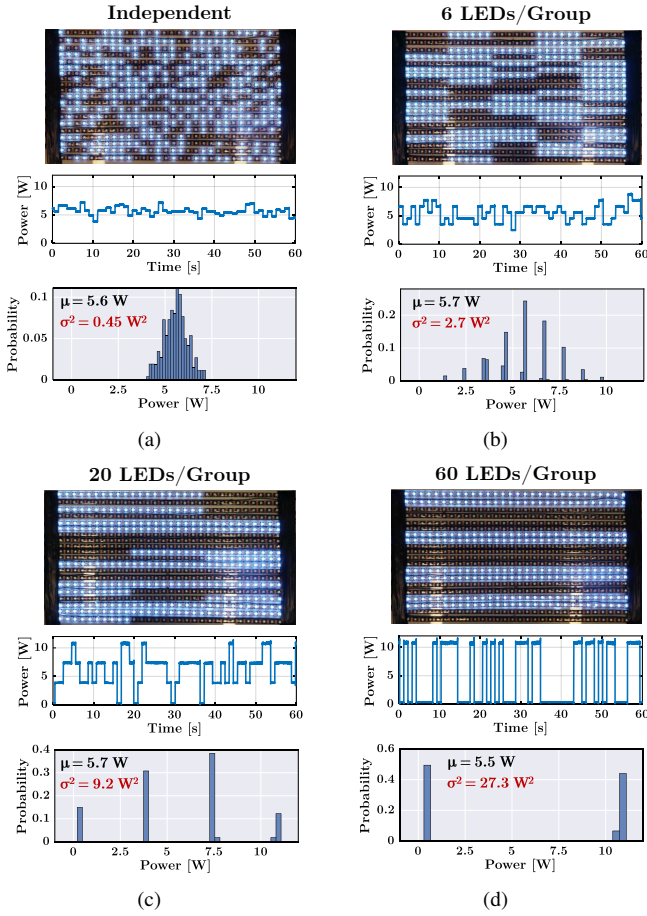 Independent
Power [W]
10
5
0
0 10 20 30 40 50 60
Time [s]
Probability
0.1
0.05
0
μ = 5.6 W
σ² = 0.45 W²
0 2.5 5 7.5 10
Power [W]
(a)
6 LEDs/Group
Power [W]
10
5
0
0 10 20 30 40 50 60
Time [s]
Probability
0.2
0.1
0
μ = 5.7 W
σ² = 2.7 W²
0 2.5 5 7.5 10
Power [W]
(b)
20 LEDs/Group
Power [W]
10
5
0
0 10 20 30 40 50 60
Time [s]
Probability
0.4
0.3
0.2
0.1
0
μ = 5.7 W
σ² = 9.2 W²
0 2.5 5 7.5 10
Power [W]
(c)
60 LEDs/Group
Power [W]
10
5
0
0 10 20 30 40 50 60
Time [s]
Probability
0.6
0.4
0.2
0
μ = 5.5 W
σ² = 27.3 W²
0 2.5 5 7.5 10
Power [W]
(d)